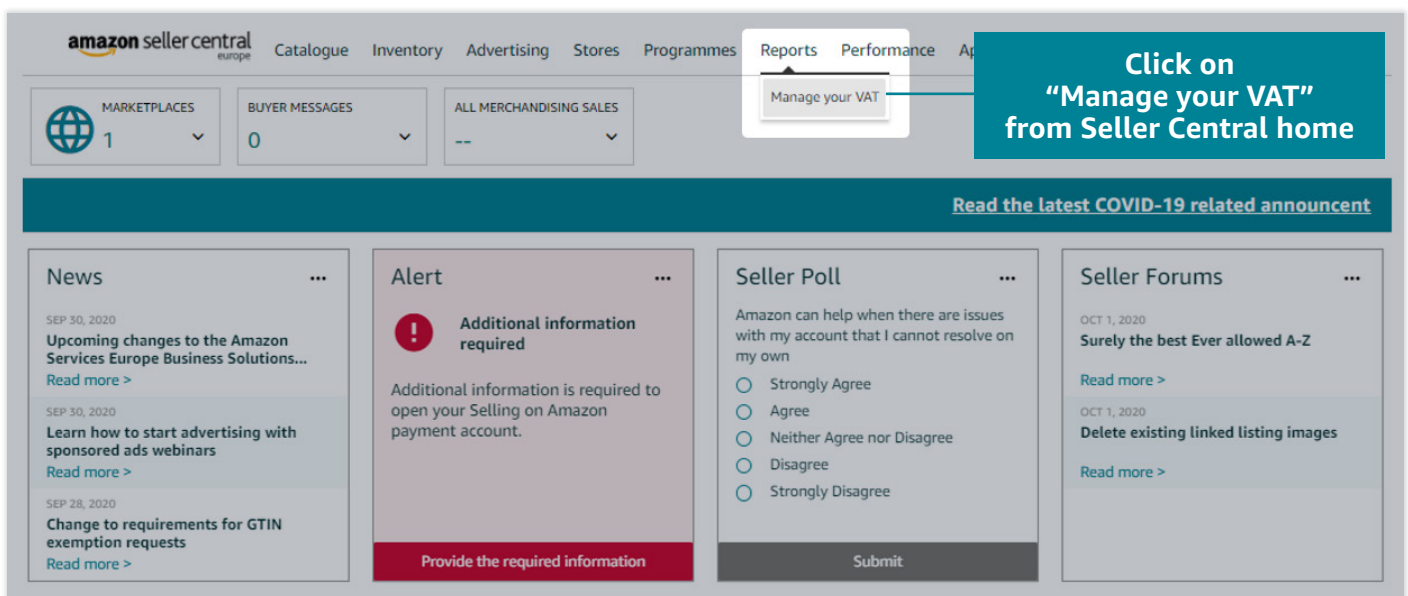 amazon seller central
europe
Catalogue Inventory Advertising Stores Programmes Reports Performance
Manage your VAT
Click on
“Manage your VAT”
from Seller Central home
MARKETPLACES
1
BUYER MESSAGES
0
ALL MERCHANDISING SALES
--
Read the latest COVID-19 related announcent
News
...
SEP 30, 2020
Upcoming changes to the Amazon
Services Europe Business Solutions...
Read more >
SEP 30, 2020
Learn how to start advertising with
sponsored ads webinars
Read more >
SEP 28, 2020
Change to requirements for GTIN
exemption requests
Read more >
Alert
...
!
Additional information
required
Additional information is required to
open your Selling on Amazon
payment account.
Provide the required information
Seller Poll
...
Amazon can help when there are issues
with my account that I cannot resolve on
my own
Strongly Agree
Agree
Neither Agree nor Disagree
Disagree
Strongly Disagree
Submit
Seller Forums
...
OCT 1, 2020
Surely the best Ever allowed A-Z
Read more >
OCT 1, 2020
Delete existing linked listing images
Read more >